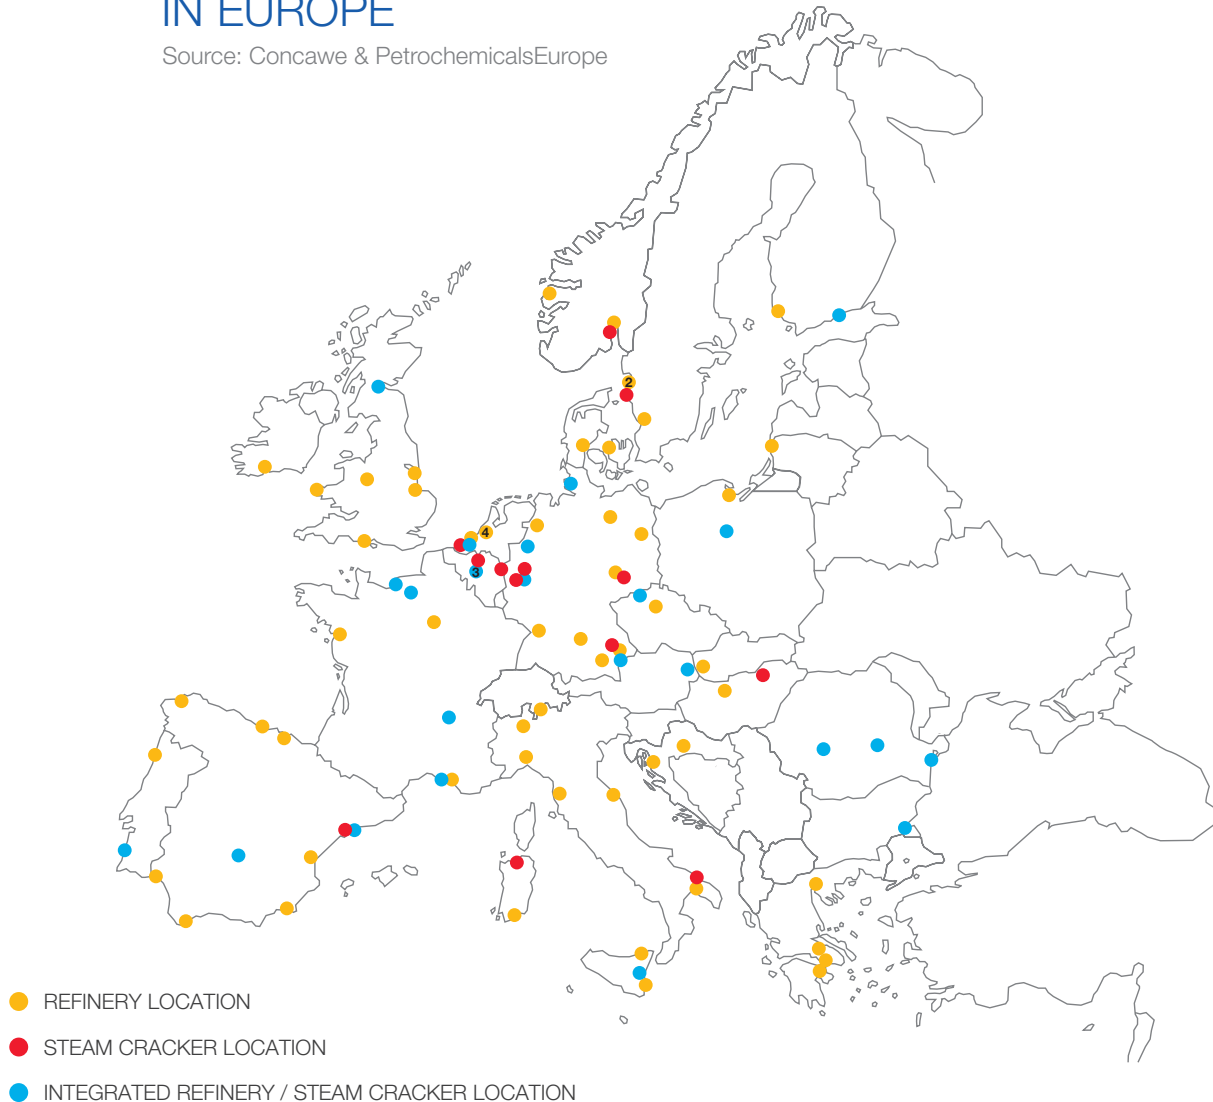 IN EUROPE
Source: Concawe & PetrochemicalsEurope
2
4
3
REFINERY LOCATION
STEAM CRACKER LOCATION
INTEGRATED REFINERY / STEAM CRACKER LOCATION